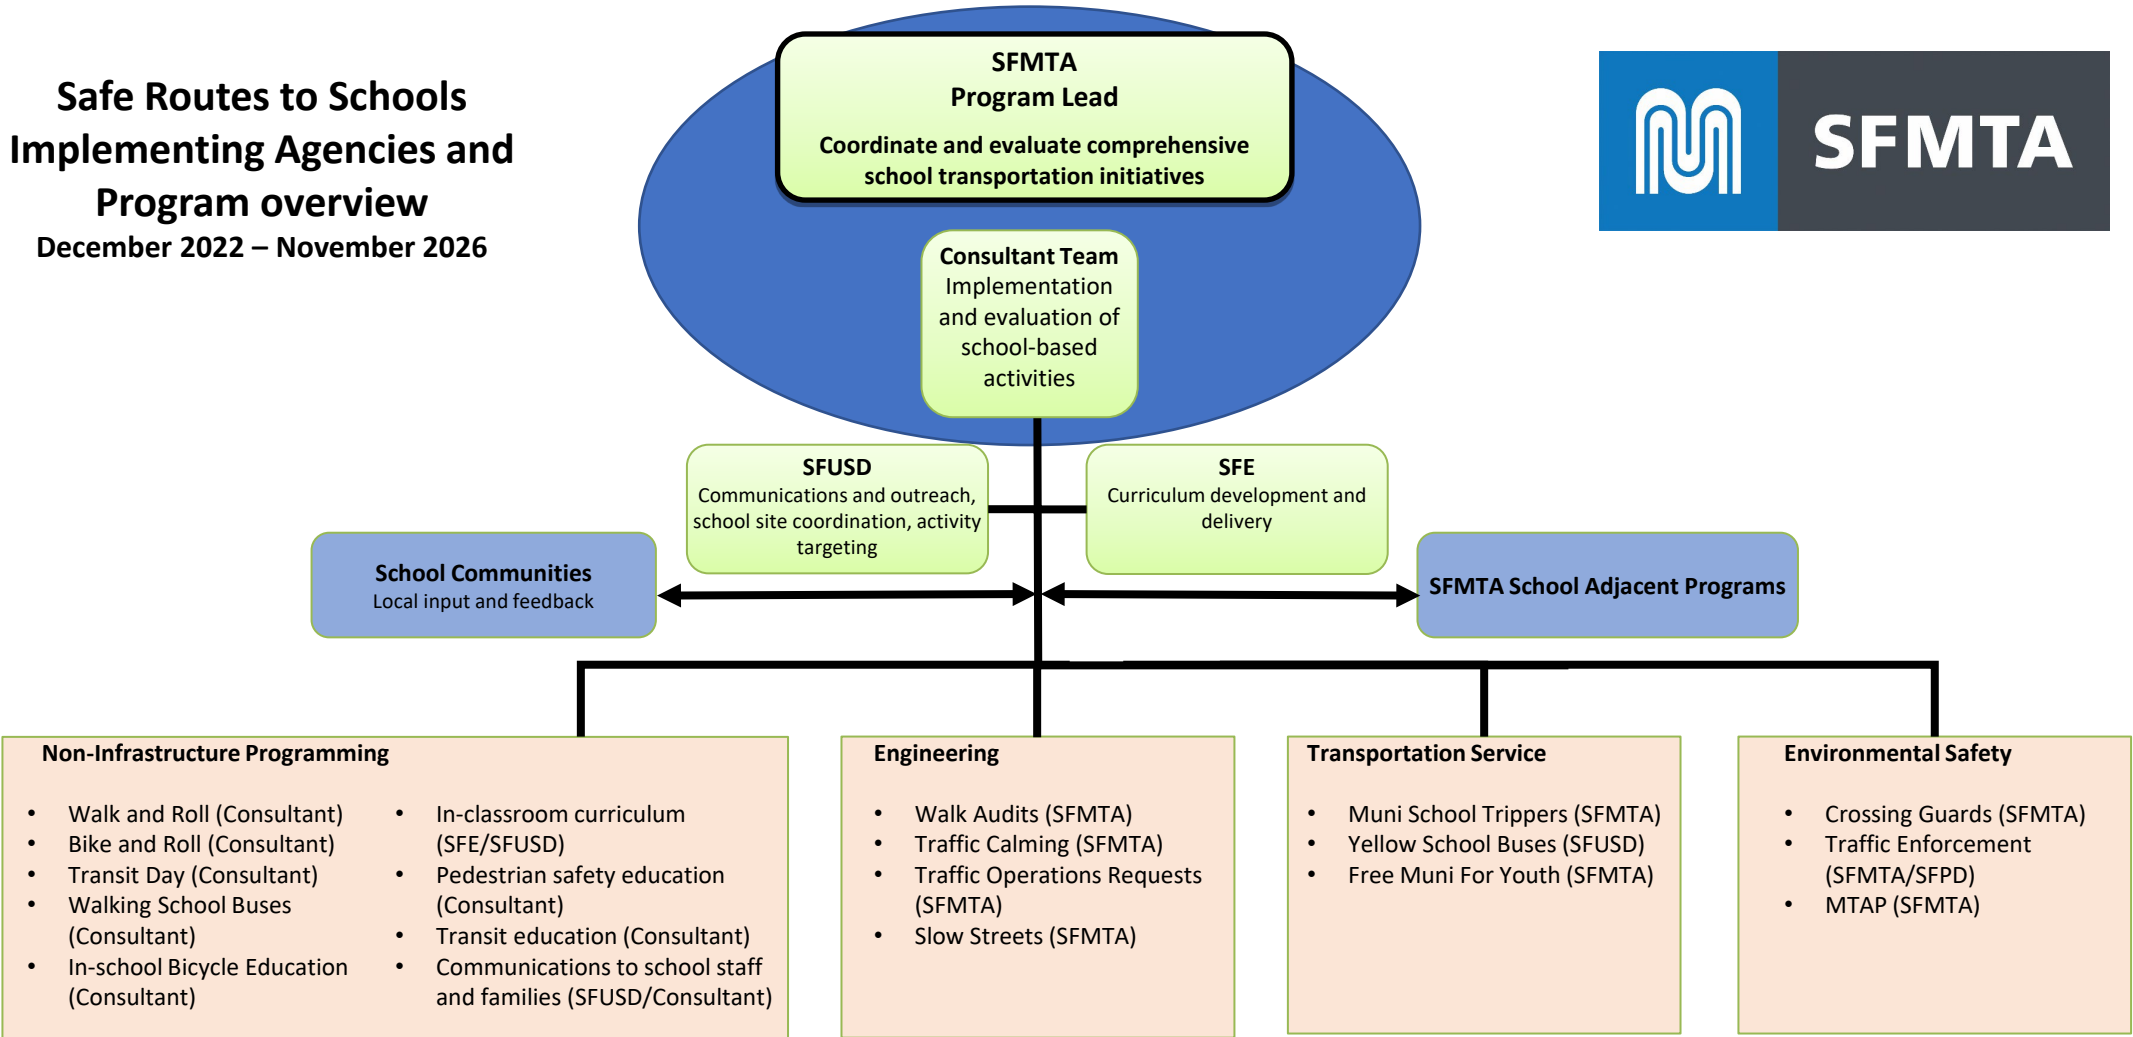 Safe Routes to Schools
Implementing Agencies and
Program overview
December 2022 – November 2026
SFMTA
Program Lead
Coordinate and evaluate comprehensive
school transportation initiatives
SFMTA
Consultant Team
Implementation
and evaluation of
school-based
activities
SFUSD
Communications and outreach,
school site coordination, activity
targeting
SFE
Curriculum development and
delivery
School Communities
Local input and feedback
SFMTA School Adjacent Programs
Non-Infrastructure Programming
• Walk and Roll (Consultant)
• Bike and Roll (Consultant)
• Transit Day (Consultant)
• Walking School Buses
(Consultant)
• In-school Bicycle Education
(Consultant)
• In-classroom curriculum
(SFE/SFUSD)
• Pedestrian safety education
(Consultant)
• Transit education (Consultant)
• Communications to school staff
and families (SFUSD/Consultant)
Engineering
• Walk Audits (SFMTA)
• Traffic Calming (SFMTA)
• Traffic Operations Requests
(SFMTA)
• Slow Streets (SFMTA)
Transportation Service
• Muni School Trippers (SFMTA)
• Yellow School Buses (SFUSD)
• Free Muni For Youth (SFMTA)
Environmental Safety
• Crossing Guards (SFMTA)
• Traffic Enforcement
(SFMTA/SFPD)
• MTAP (SFMTA)